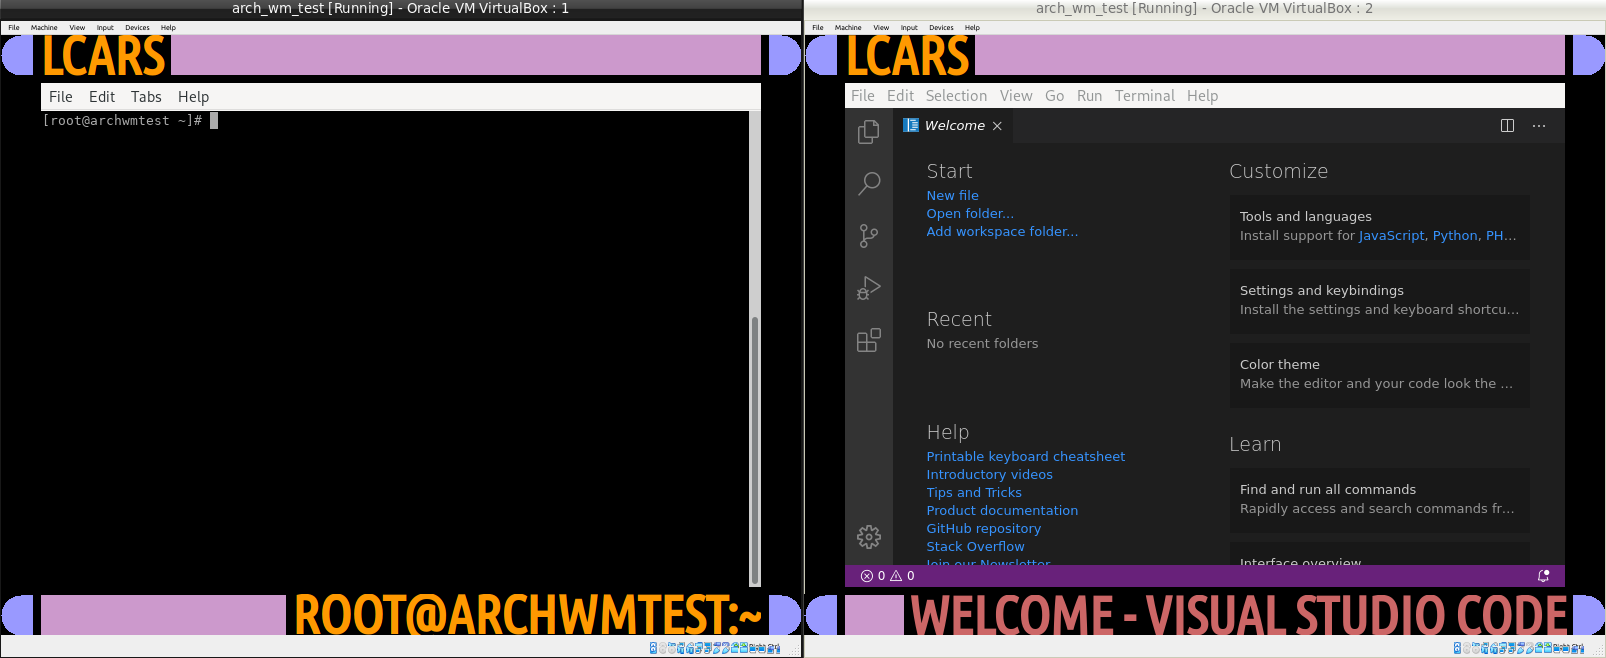 arch_wm_test [Running] - Oracle VM VirtualBox : 1
File Machine View Input Devices Help
LCARS
File Edit Tabs Help
[root@archwmtest ~]#
ROOT@ARCHWMTEST:~
arch_wm_test [Running] - Oracle VM VirtualBox : 2
File Machine View Input Devices Help
LCARS
File Edit Selection View Go Run Terminal Help
Welcome
Start
New file
Open folder...
Add workspace folder...
Recent
No recent folders
Help
Printable keyboard cheatsheet
Introductory videos
Tips and Tricks
Product documentation
GitHub repository
Stack Overflow
Join our Newsletter
Customize
Tools and languages
Install support for JavaScript, Python, PH...
Settings and keybindings
Install the settings and keyboard shortcu...
Color theme
Make the editor and your code look the ...
Learn
Find and run all commands
Rapidly access and search commands fr...
Interface overview
0 0
WELCOME - VISUAL STUDIO CODE